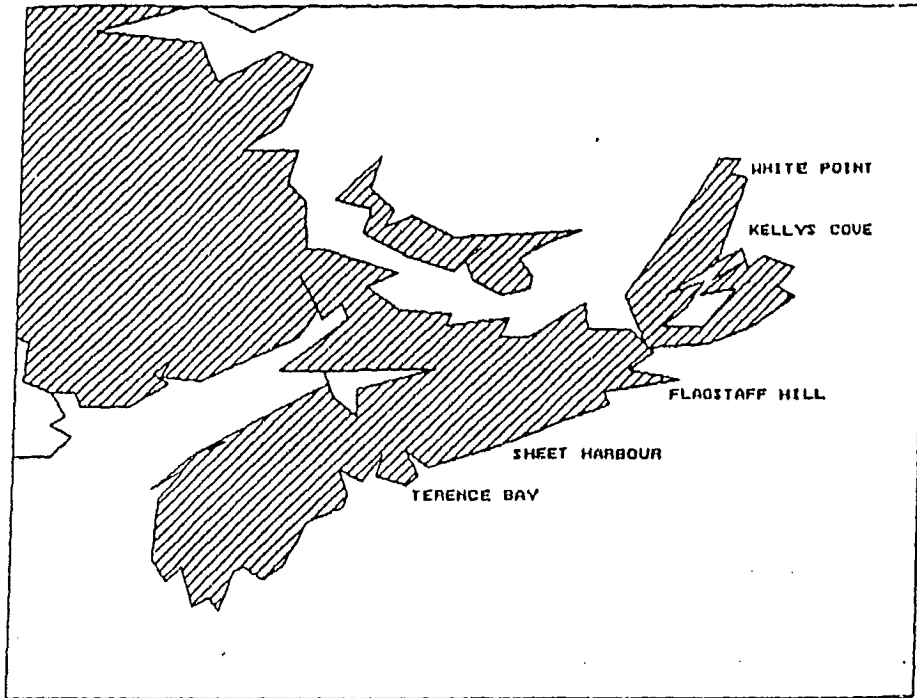 WHITE POINT
KELLYS COVE
FLAGSTAFF HILL
SHEET HARBOUR
TERENCE BAY